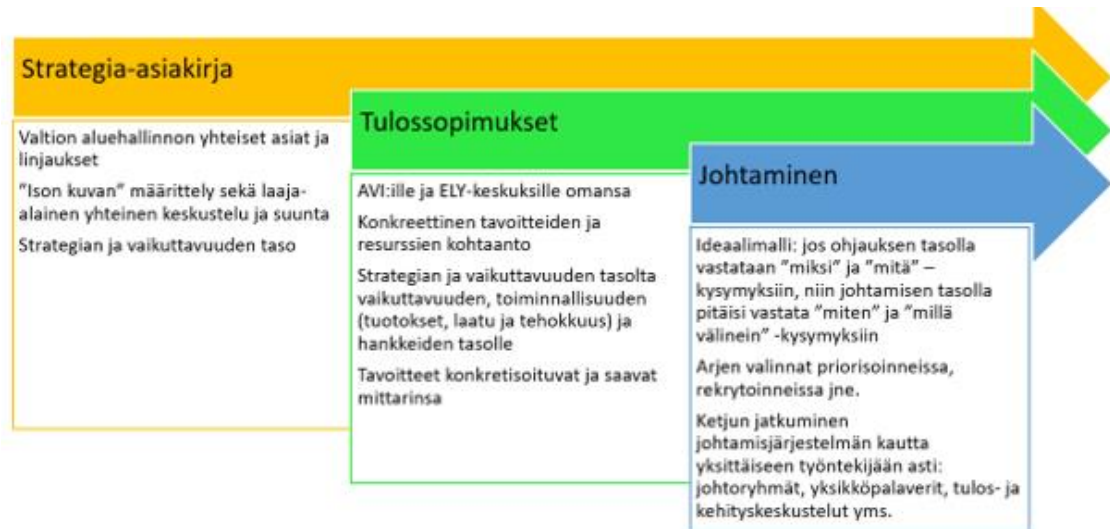 Strategia-asiakirja
Valtion aluehallinnon yhteiset asiat ja
linjaukset
”Ison kuvan” määrittely sekä laaja-
alainen yhteinen keskustelu ja suunta
Strategian ja vaikuttavuuden taso
Tulossopimukset
AVI:ille ja ELY-keskuksille omansa
Konkreettinen tavoitteiden ja
resurssien kohtaanto
Strategian ja vaikuttavuuden tasolta
vaikuttavuuden, toiminnallisuuden
(tuotokset, laatu ja tehokkuus) ja
hankkeiden tasolle
Tavoitteet konkretisoituvat ja saavat
mittarinsa
Johtaminen
Ideaalimalli: jos ohjauksen tasolla
vastataan ”miksi” ja ”mitä” –
kysymyksiin, niin johtamisen tasolla
pitäisi vastata ”miten” ja ”millä
välinein” -kysymyksiin
Arjen valinnat priorisoinneissa,
rekrytoinneissa jne.
Ketjun jatkuminen
johtamisjärjestelmän kautta
yksittäiseen työntekijään asti:
johtoryhmät, yksikköpalaverit, tulos- ja
kehityskeskustelut yms.